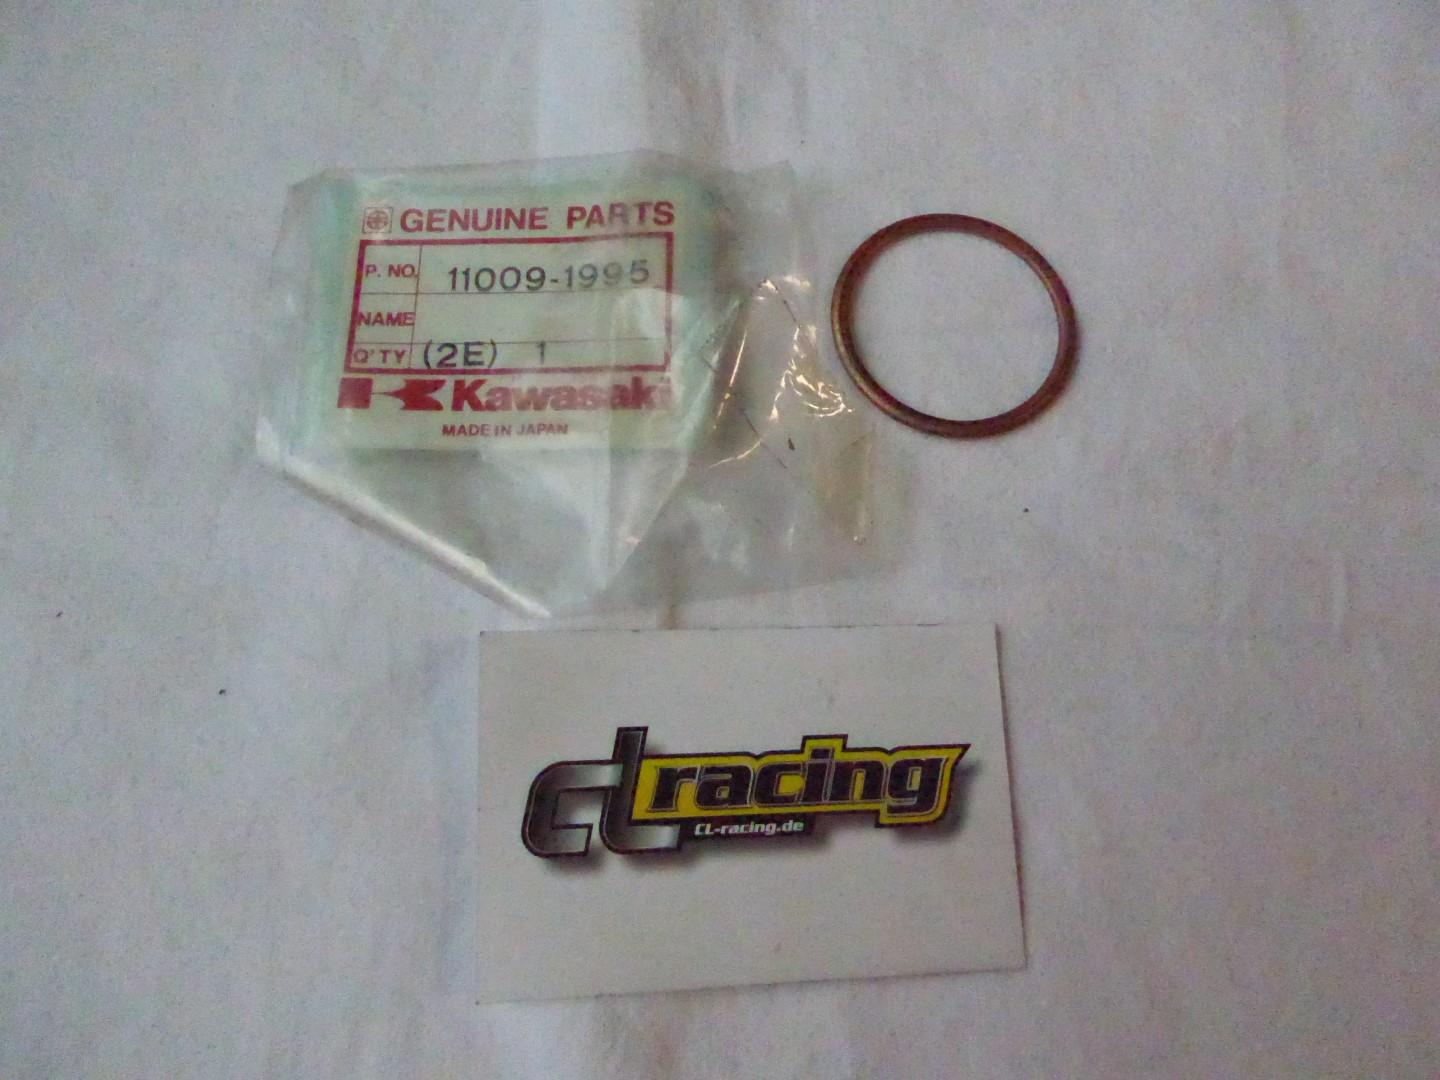 GENUINE PARTS
P. NO. 11009-1995
NAME
Q'TY (2E) 1
Kawasaki
MADE IN JAPAN
cl racing
CL-racing.de